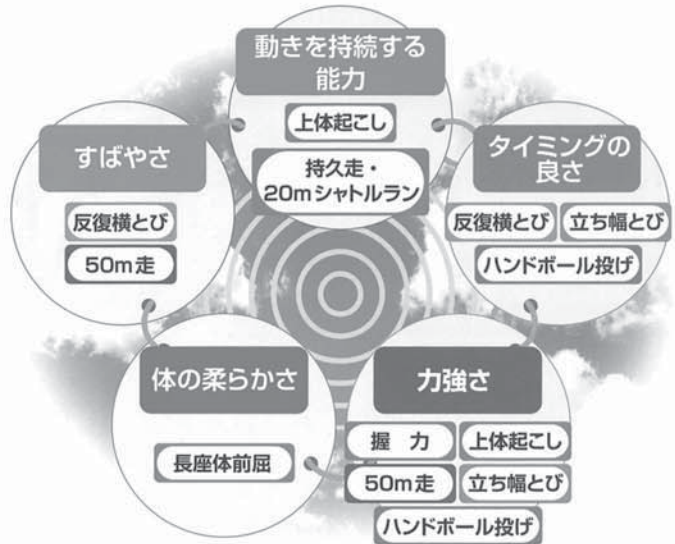 動きを持続する
能力
上体起こし
持久走・
20mシャトルラン
すばやさ
反復横とび
50m走
タイミングの
良さ
反復横とび
立ち幅とび
ハンドボール投げ
体の柔らかさ
長座体前屈
力強さ
握 力
上体起こし
50m走
立ち幅とび
ハンドボール投げ